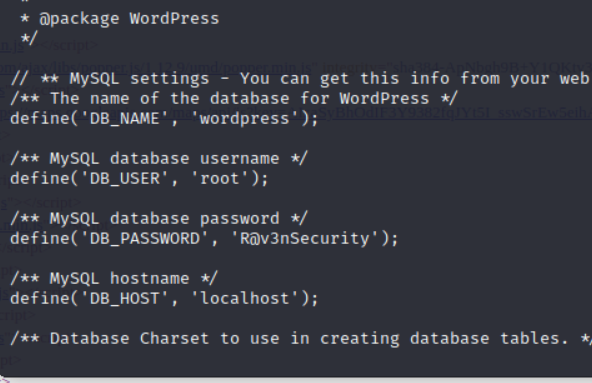 *
* @package WordPress
*/
// ** MySQL settings - You can get this info from your web
/** The name of the database for WordPress */
define('DB_NAME', 'wordpress');
/** MySQL database username */
define('DB_USER', 'root');
/** MySQL database password */
define('DB_PASSWORD', 'R@v3nSecurity');
/** MySQL hostname */
define('DB_HOST', 'localhost');
/** Database Charset to use in creating database tables. */